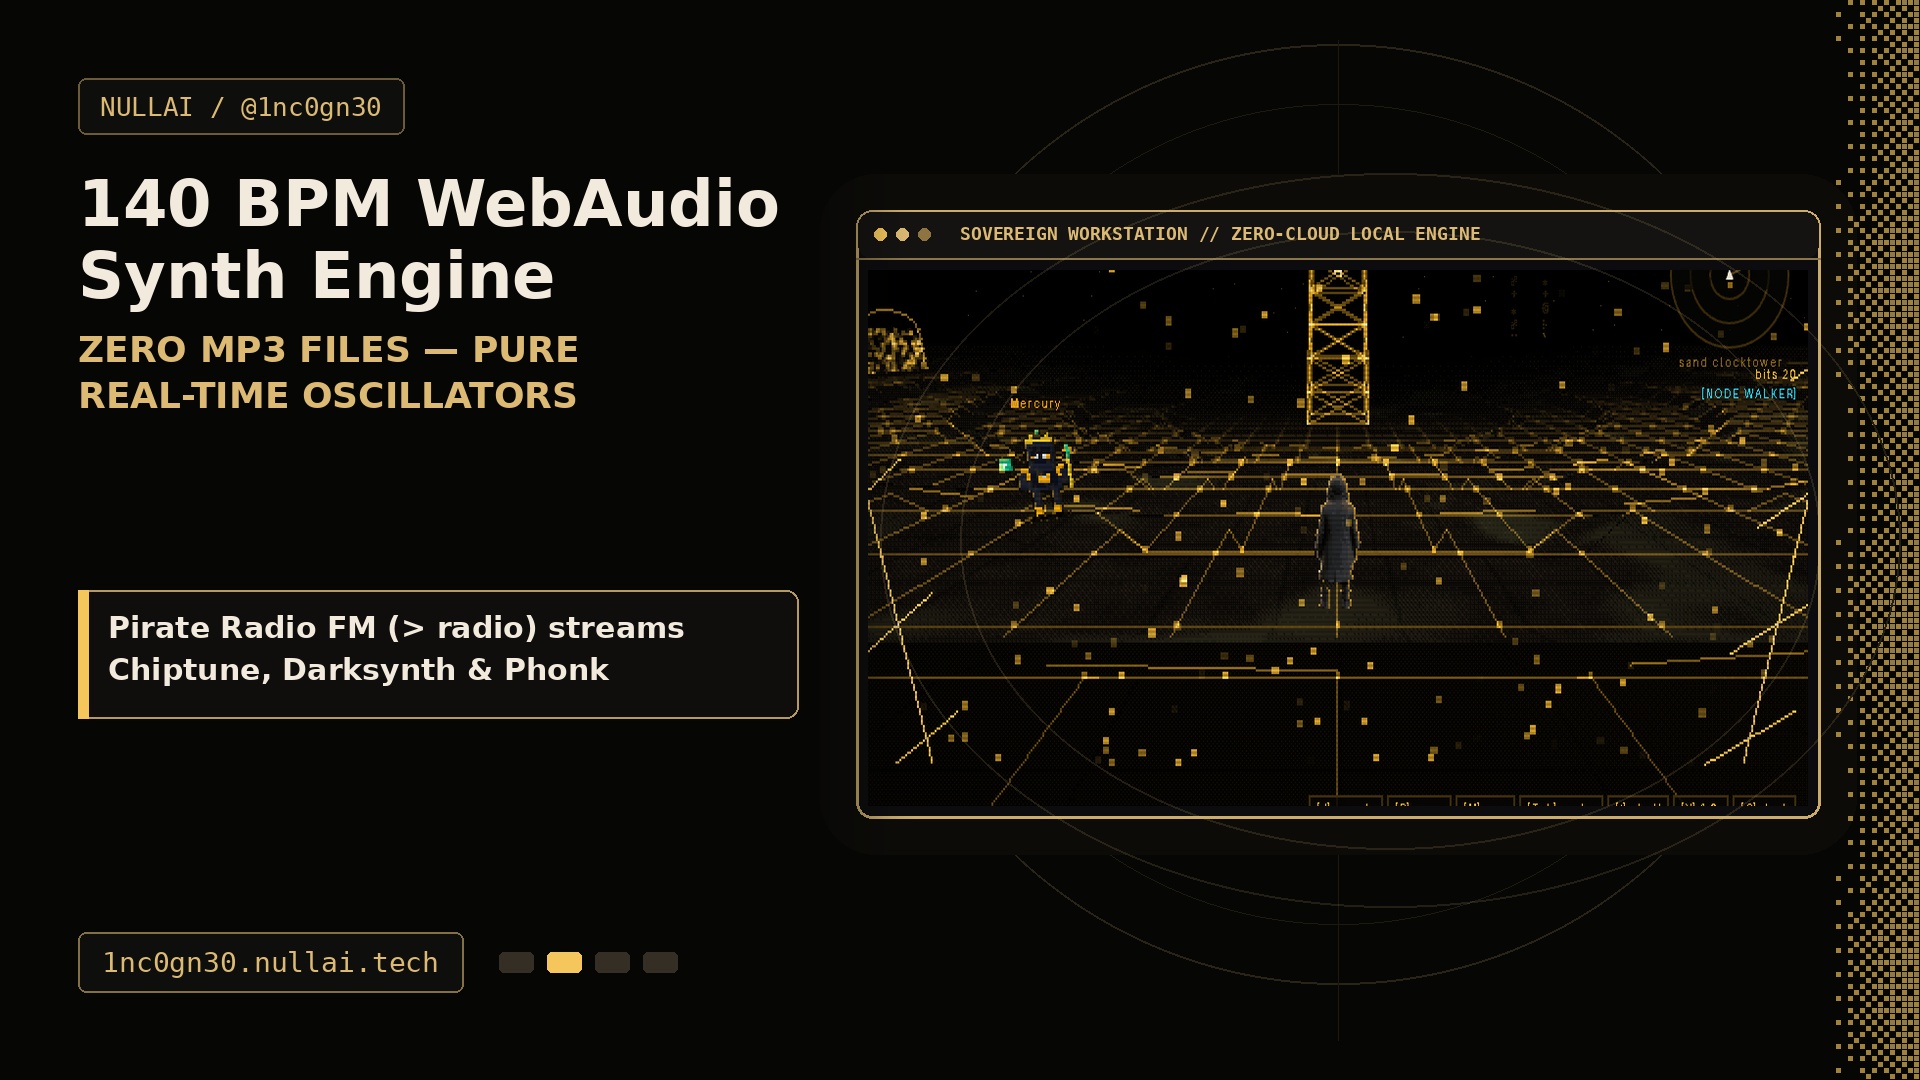 NULLAI / @1nc0gn30
140 BPM WebAudio
Synth Engine
ZERO MP3 FILES — PURE
REAL-TIME OSCILLATORS
Pirate Radio FM (> radio) streams
Chiptune, Darksynth & Phonk
1nc0gn30.nullai.tech
SOVEREIGN WORKSTATION // ZERO-CLOUD LOCAL ENGINE
sand clocktower
bits 20
[NODE WALKER]
Mercury